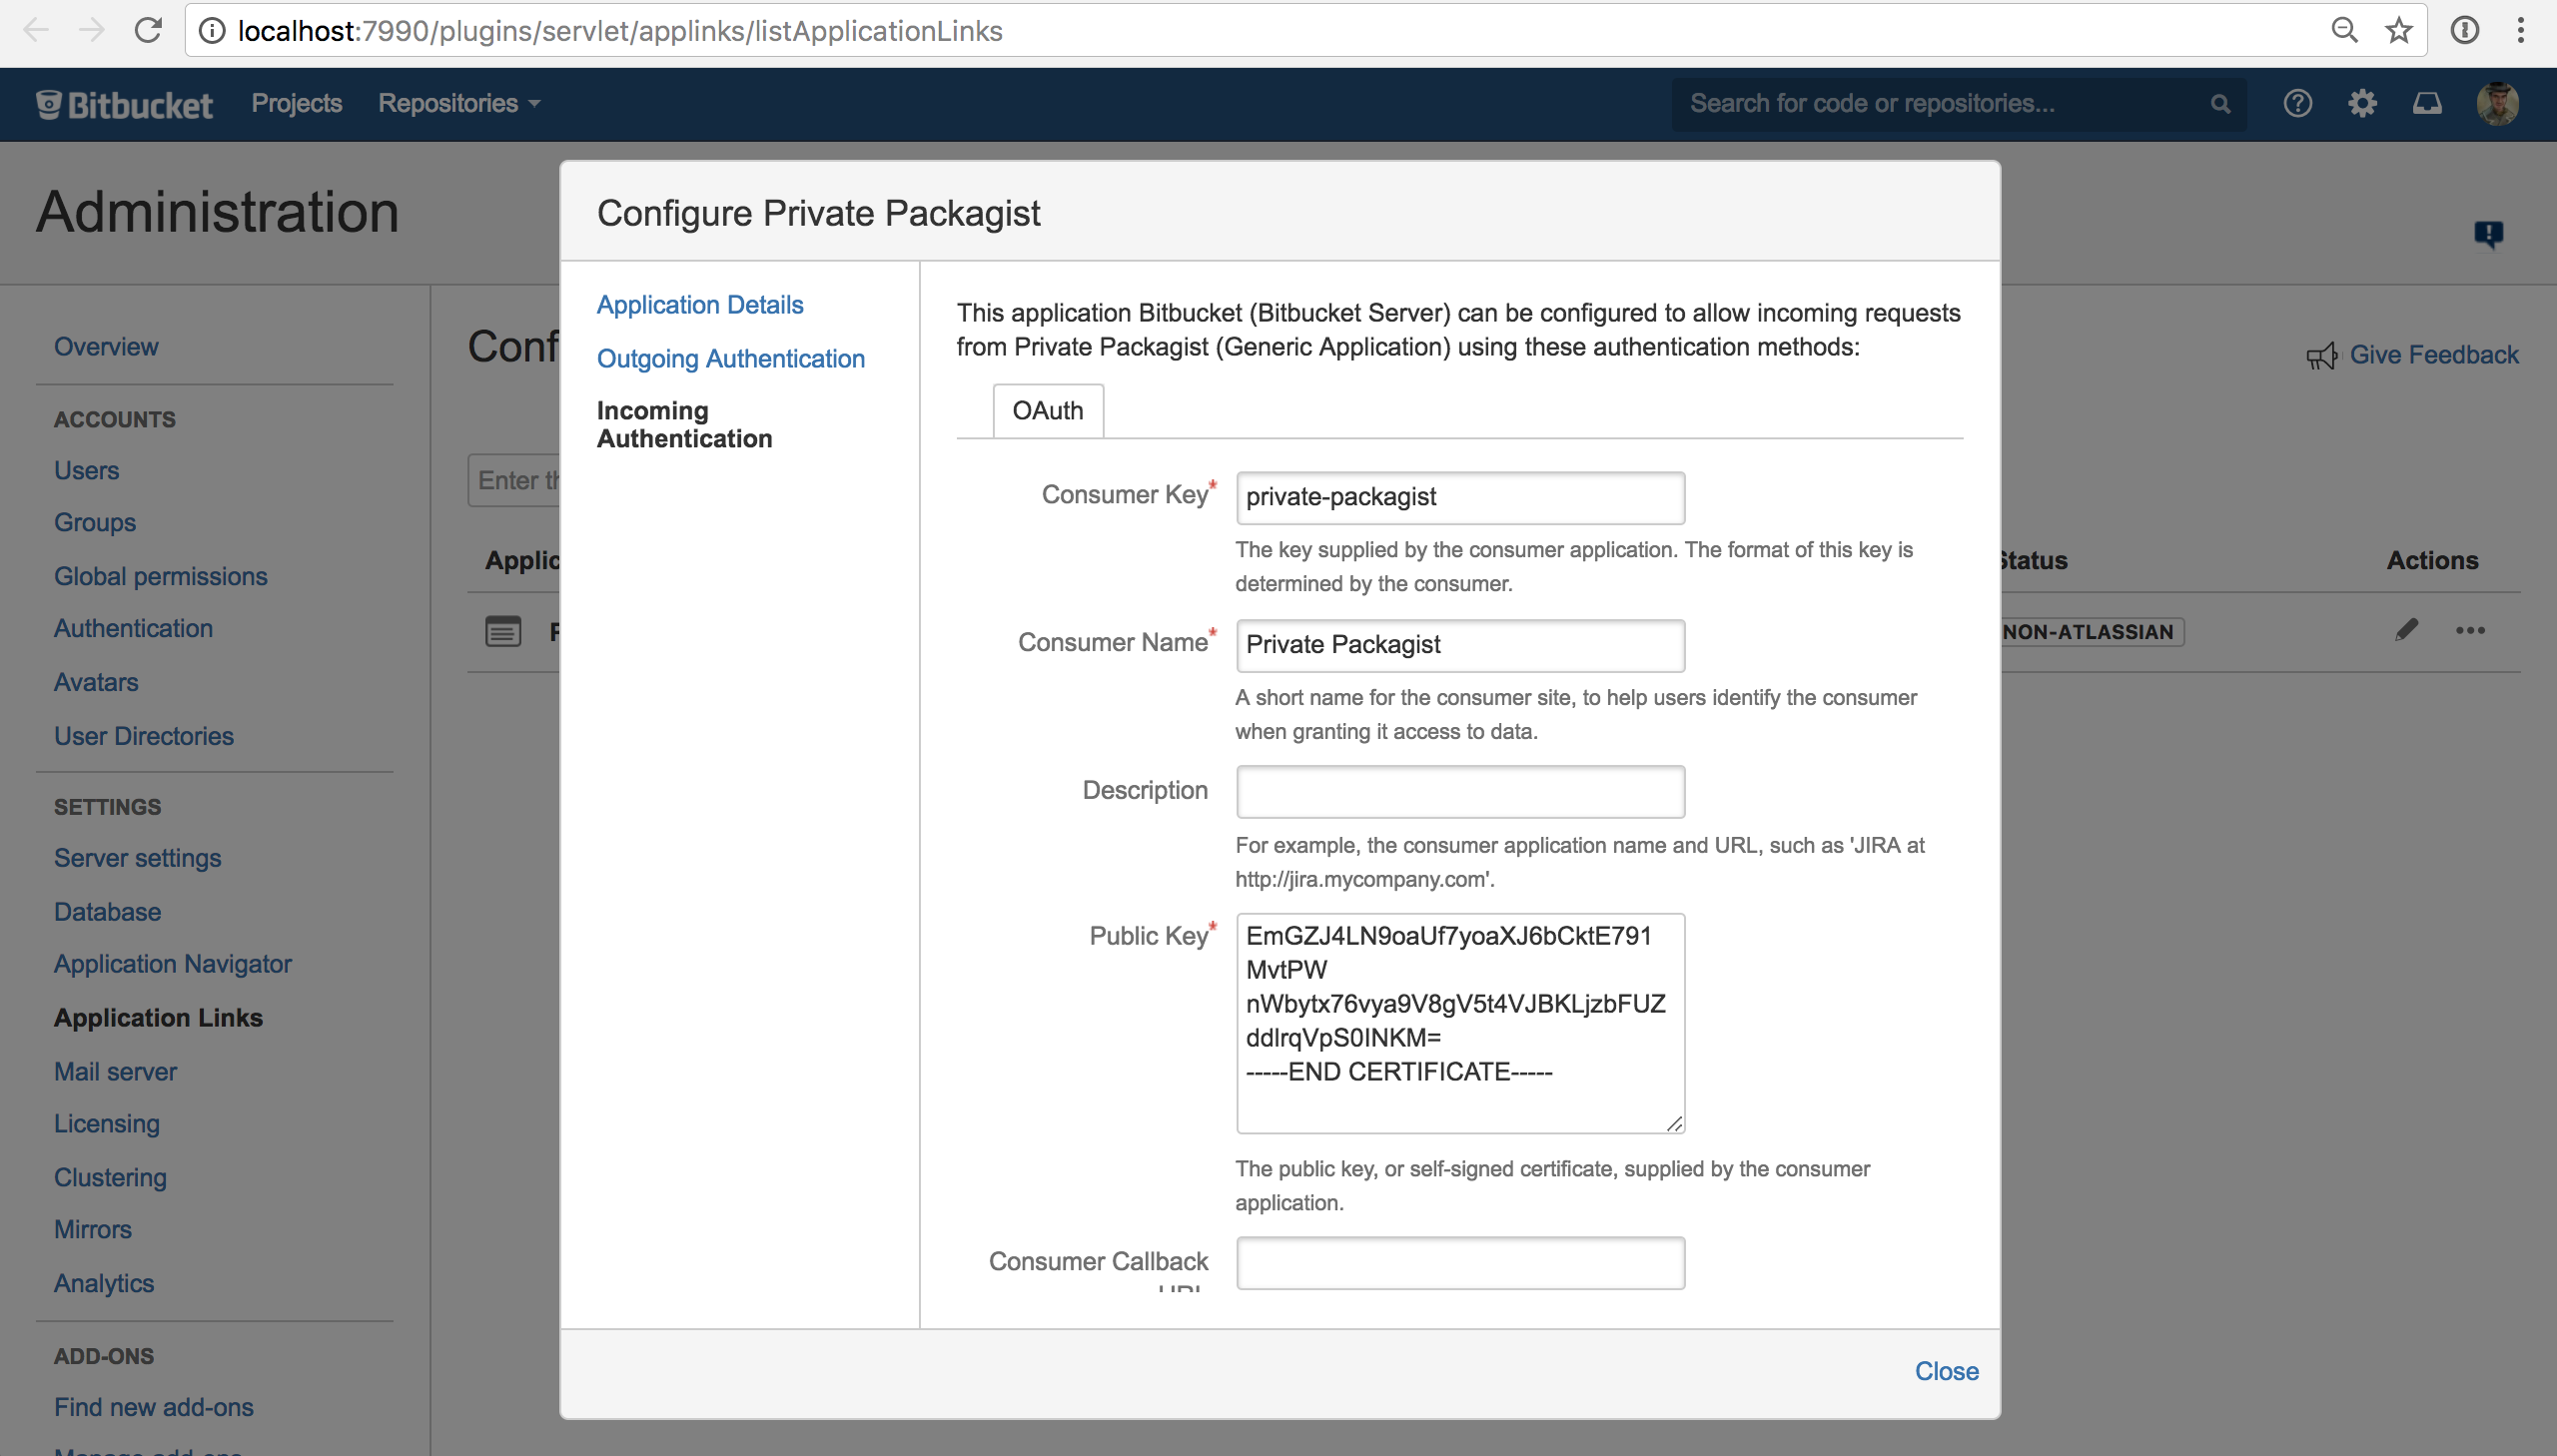 localhost:7990/plugins/servlet/applinks/listApplicationLinks
Bitbucket Projects Repositories Search for code or repositories...
Administration
Overview
ACCOUNTS
Users
Groups
Global permissions
Authentication
Avatars
User Directories
SETTINGS
Server settings
Database
Application Navigator
Application Links
Mail server
Licensing
Clustering
Mirrors
Analytics
ADD-ONS
Find new add-ons
Give Feedback
Enter
Actions
NON-ATLASSIAN
Configure Private Packagist
Application Details
Outgoing Authentication
Incoming
Authentication
This application Bitbucket (Bitbucket Server) can be configured to allow incoming requests
from Private Packagist (Generic Application) using these authentication methods:
OAuth
Consumer Key* private-packagist
The key supplied by the consumer application. The format of this key is
determined by the consumer.
Consumer Name* Private Packagist
A short name for the consumer site, to help users identify the consumer
when granting it access to data.
Description
For example, the consumer application name and URL, such as 'JIRA at
http://jira.mycompany.com'.
Public Key* EmGZJ4LN9oaUf7yoaXJ6bCktE791
MvtPW
nWbytx76vya9V8gV5t4VJBKLjzbFUZ
ddIrqVpS0INKM=
-----END CERTIFICATE-----
The public key, or self-signed certificate, supplied by the consumer
application.
Consumer Callback
Close